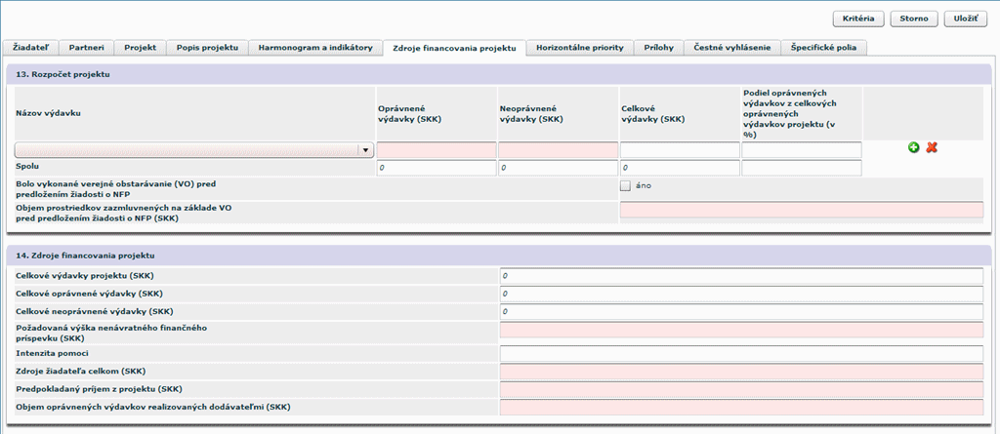 Kritéria Storno Uložiť
Žiadateľ Partneri Projekt Popis projektu Harmonogram a indikátory Zdroje financovania projektu Horizontálne priority Prílohy Čestné vyhlásenie Špecifické polia
13. Rozpočet projektu
Názov výdavku
Oprávnené
výdavky (SKK)
Neoprávnené
výdavky (SKK)
Celkové
výdavky (SKK)
Podiel oprávnených
výdavkov z celkových
oprávnených
výdavkov projektu (v
%)
Spolu 0 0 0
Bolo vykonané verejné obstarávanie (VO) pred
predložením žiadosti o NFP
áno
Objem prostriedkov zazmluvnených na základe VO
pred predložením žiadosti o NFP (SKK)
14. Zdroje financovania projektu
Celkové výdavky projektu (SKK) 0
Celkové oprávnené výdavky (SKK) 0
Celkové neoprávnené výdavky (SKK) 0
Požadovaná výška nenávratného finančného
príspevku (SKK)
Intenzita pomoci
Zdroje žiadateľa celkom (SKK)
Predpokladaný príjem z projektu (SKK)
Objem oprávnených výdavkov realizovaných dodávateľmi (SKK)